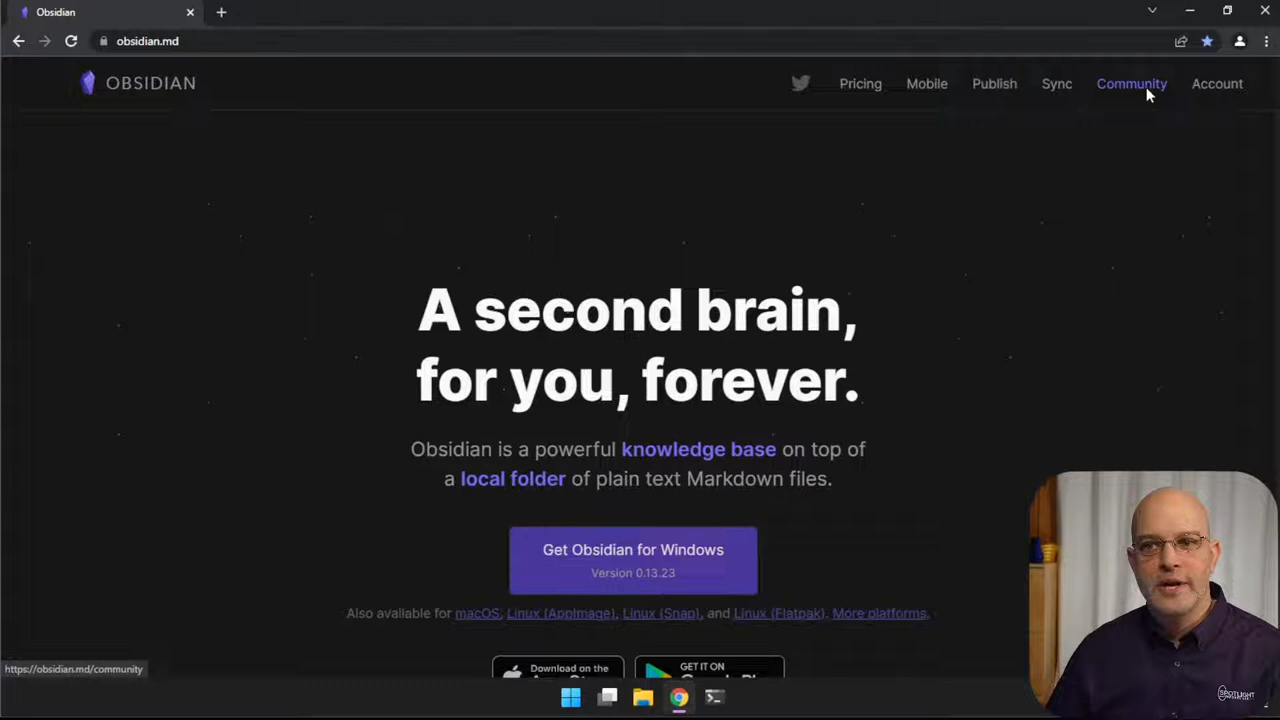 Obsidian
obsidian.md
OBSIDIAN
Pricing
Mobile
Publish
Sync
Community
Account
A second brain,
for you, forever.
Obsidian is a powerful knowledge base on top of
a local folder of plain text Markdown files.
Get Obsidian for Windows
Version 0.13.23
Also available for macOS, Linux (AppImage), Linux (Snap), and Linux (Flatpak). More platforms.
Download on the
GET IT ON
https://obsidian.md/community
SPOTLIGHT